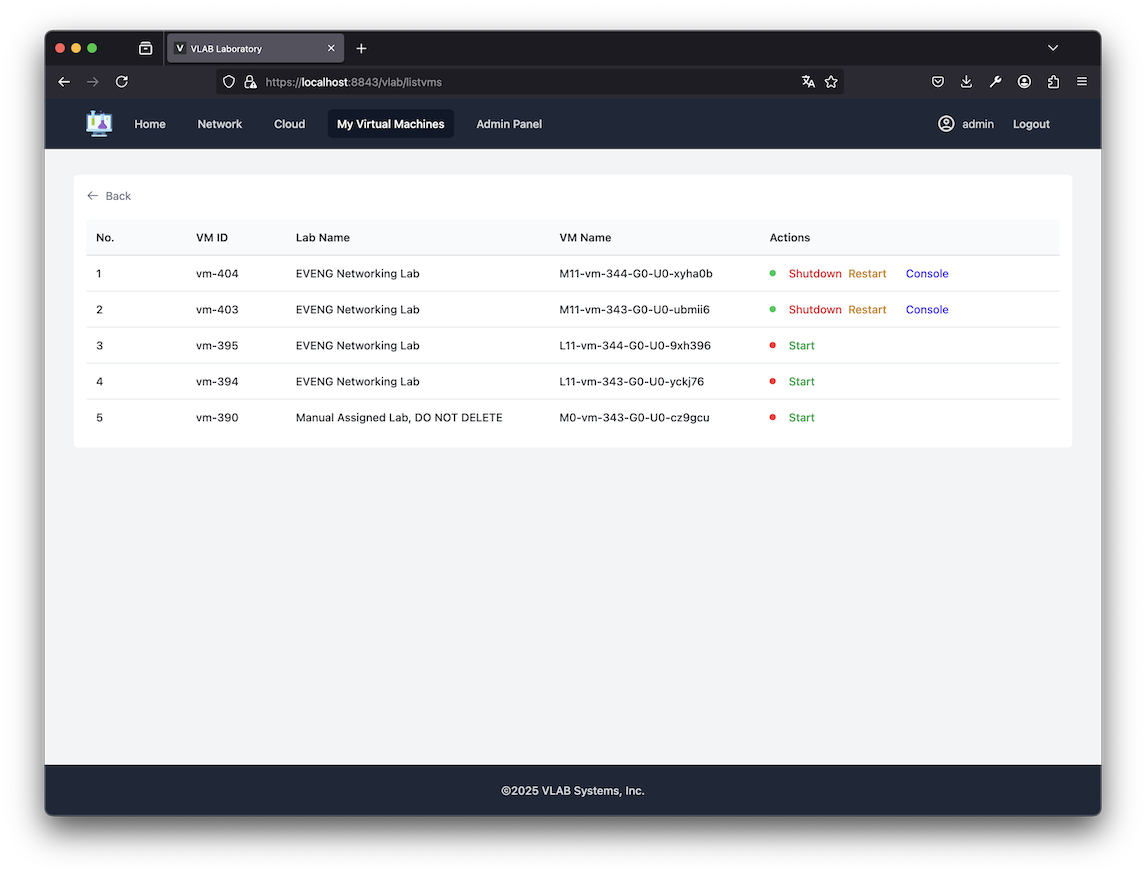 V VLAB Laboratory
https://localhost:8843/vlab/listvms
Home Network Cloud My Virtual Machines Admin Panel admin Logout
Back
No. VM ID Lab Name VM Name Actions
1 vm-404 EVENG Networking Lab M11-vm-344-G0-U0-xyha0b Shutdown Restart Console
2 vm-403 EVENG Networking Lab M11-vm-343-G0-U0-ubmii6 Shutdown Restart Console
3 vm-395 EVENG Networking Lab L11-vm-344-G0-U0-9xh396 Start
4 vm-394 EVENG Networking Lab L11-vm-343-G0-U0-yckj76 Start
5 vm-390 Manual Assigned Lab, DO NOT DELETE M0-vm-343-G0-U0-cz9gcu Start
©2025 VLAB Systems, Inc.